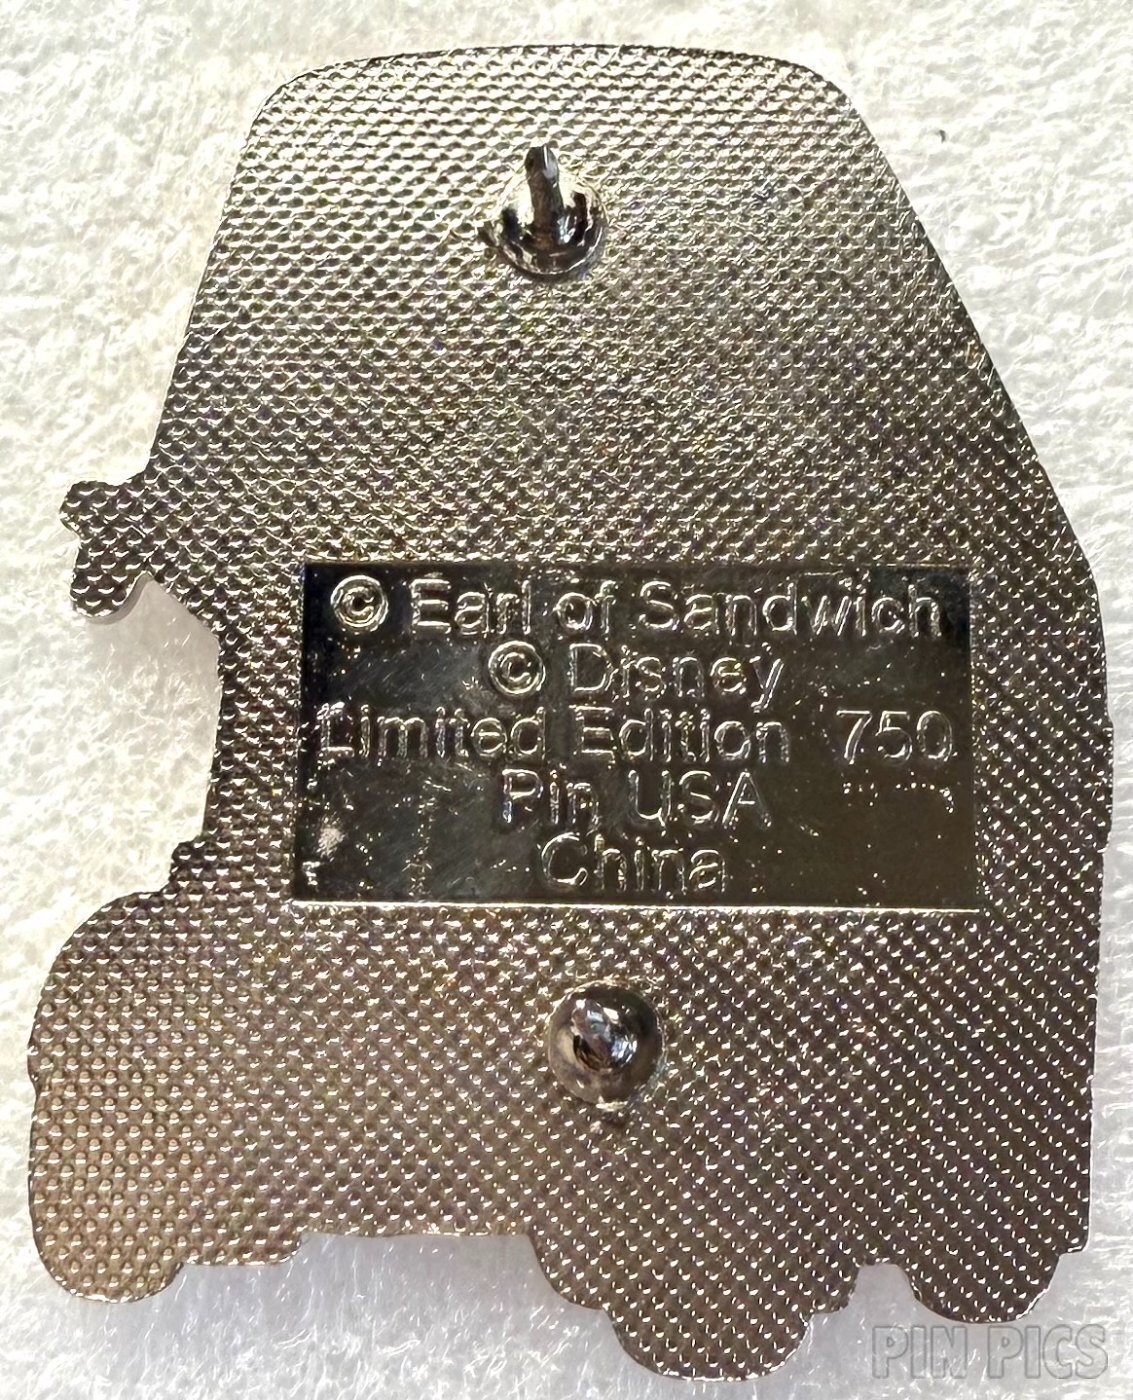 © Earl of Sandwich
© Disney
Limited Edition 750
Pin USA
China
PIN PICS